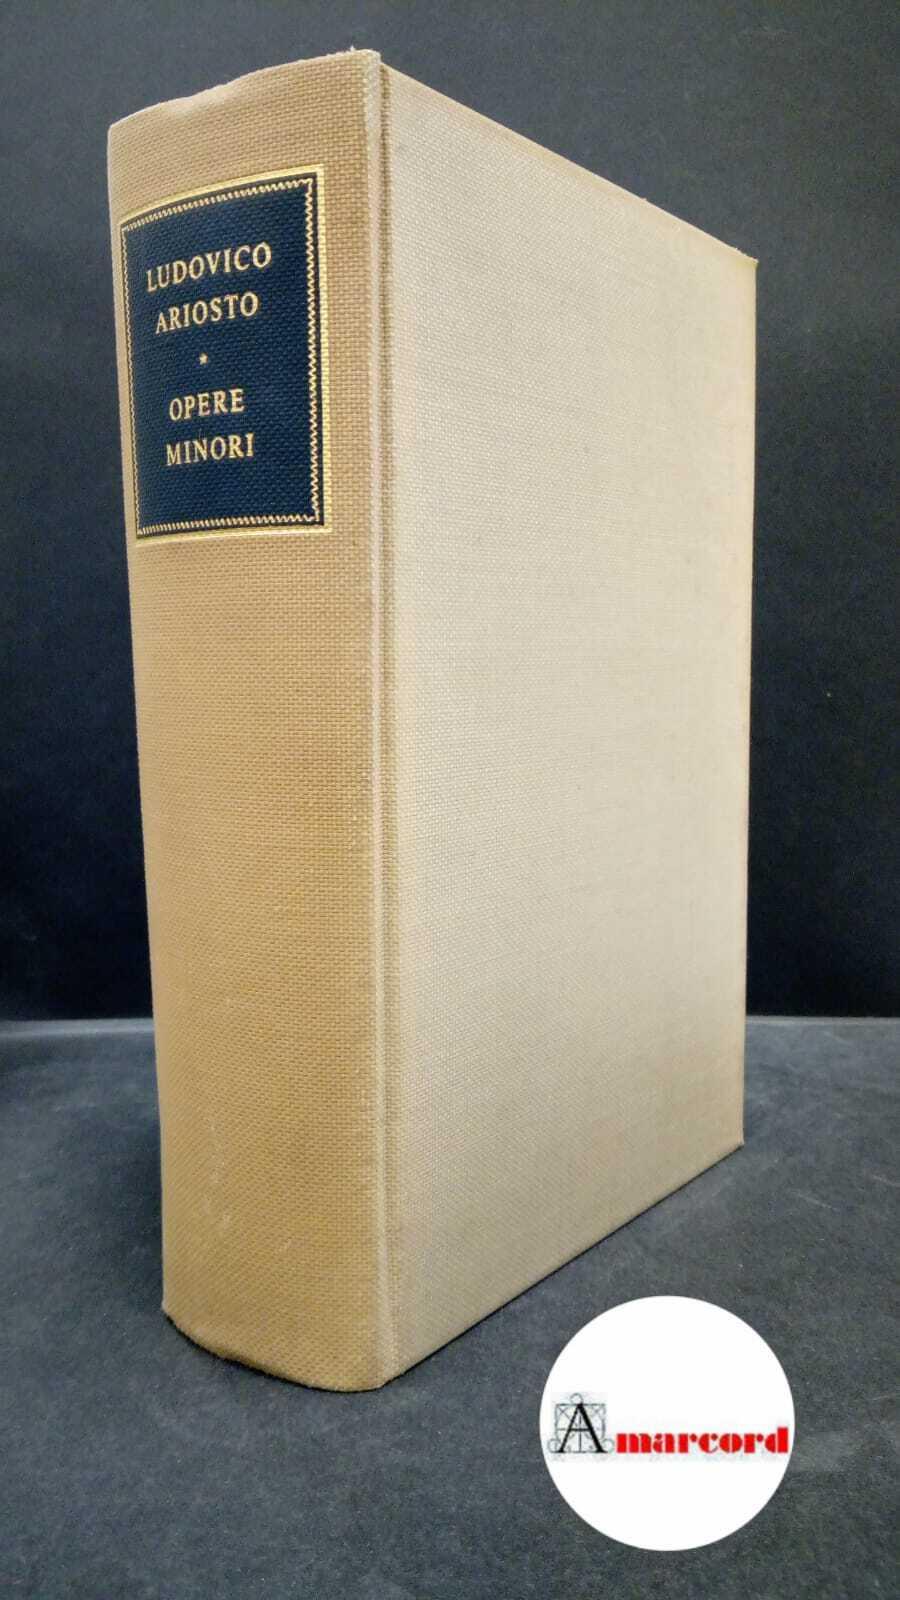 LUDOVICO
ARIOSTO
*
OPERE
MINORI
Amarcord